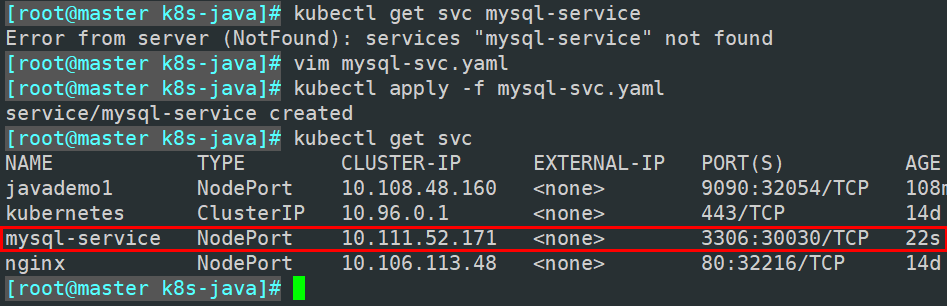 [root@master k8s-java]# kubectl get svc mysql-service
Error from server (NotFound): services "mysql-service" not found
[root@master k8s-java]# vim mysql-svc.yaml
[root@master k8s-java]# kubectl apply -f mysql-svc.yaml
service/mysql-service created
[root@master k8s-java]# kubectl get svc
NAME TYPE CLUSTER-IP EXTERNAL-IP PORT(S) AGE
javademo1 NodePort 10.108.48.160 <none> 9090:32054/TCP 108m
kubernetes ClusterIP 10.96.0.1 <none> 443/TCP 14d
mysql-service NodePort 10.111.52.171 <none> 3306:30030/TCP 22s
nginx NodePort 10.106.113.48 <none> 80:32216/TCP 14d
[root@master k8s-java]#